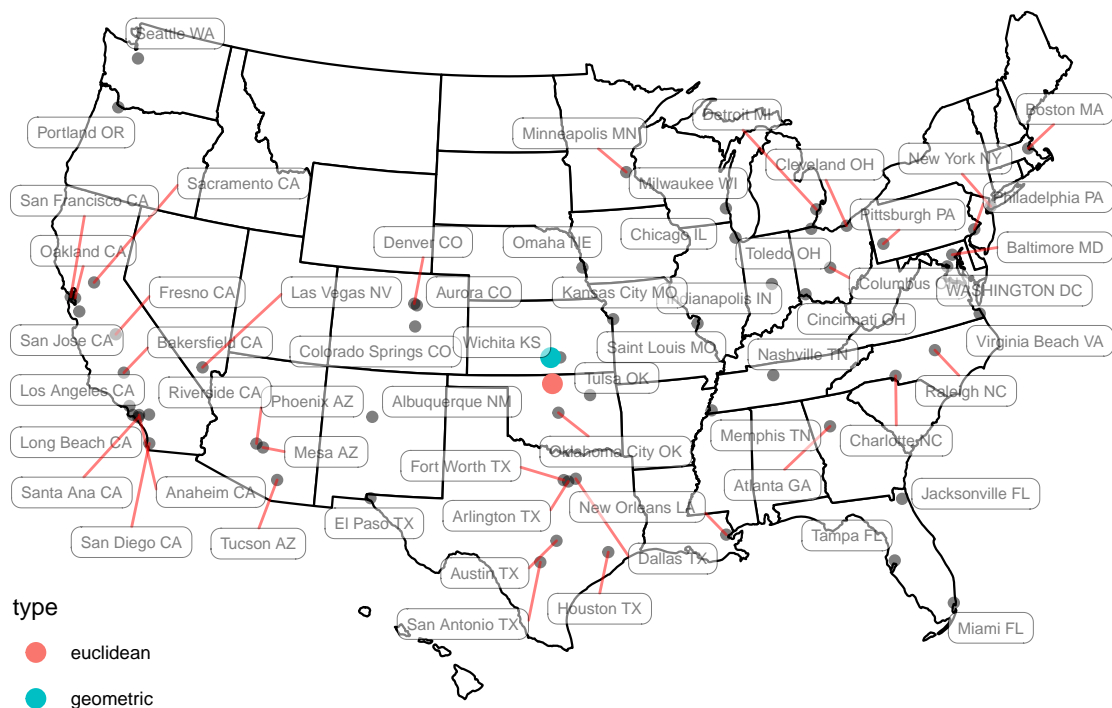 Seattle WA
Boston MA
Detroit MI
Portland OR
Minneapolis MN
New York NY
Cleveland OH
Sacramento CA
Milwaukee WI
San Francisco CA
Philadelphia PA
Pittsburgh PA
Chicago IL
Denver CO
Omaha NE
Oakland CA
Toledo OH
Baltimore MD
Columbus OH
Fresno CA
Las Vegas NV
Aurora CO
Kansas City MO
Indianapolis IN
WASHINGTON DC
Cincinnati OH
San Jose CA
Bakersfield CA
Wichita KS
Saint Louis MO
Virginia Beach VA
Colorado Springs CO
Nashville TN
Tulsa OK
Los Angeles CA
Riverside CA
Phoenix AZ
Albuquerque NM
Raleigh NC
Long Beach CA
Mesa AZ
Oklahoma City OK
Memphis TN
Charlotte NC
Fort Worth TX
Santa Ana CA
Anaheim CA
Atlanta GA
Jacksonville FL
New Orleans LA
Arlington TX
El Paso TX
San Diego CA
Tucson AZ
Tampa FL
Dallas TX
Austin TX
Houston TX
San Antonio TX
Miami FL
type
euclidean
geometric